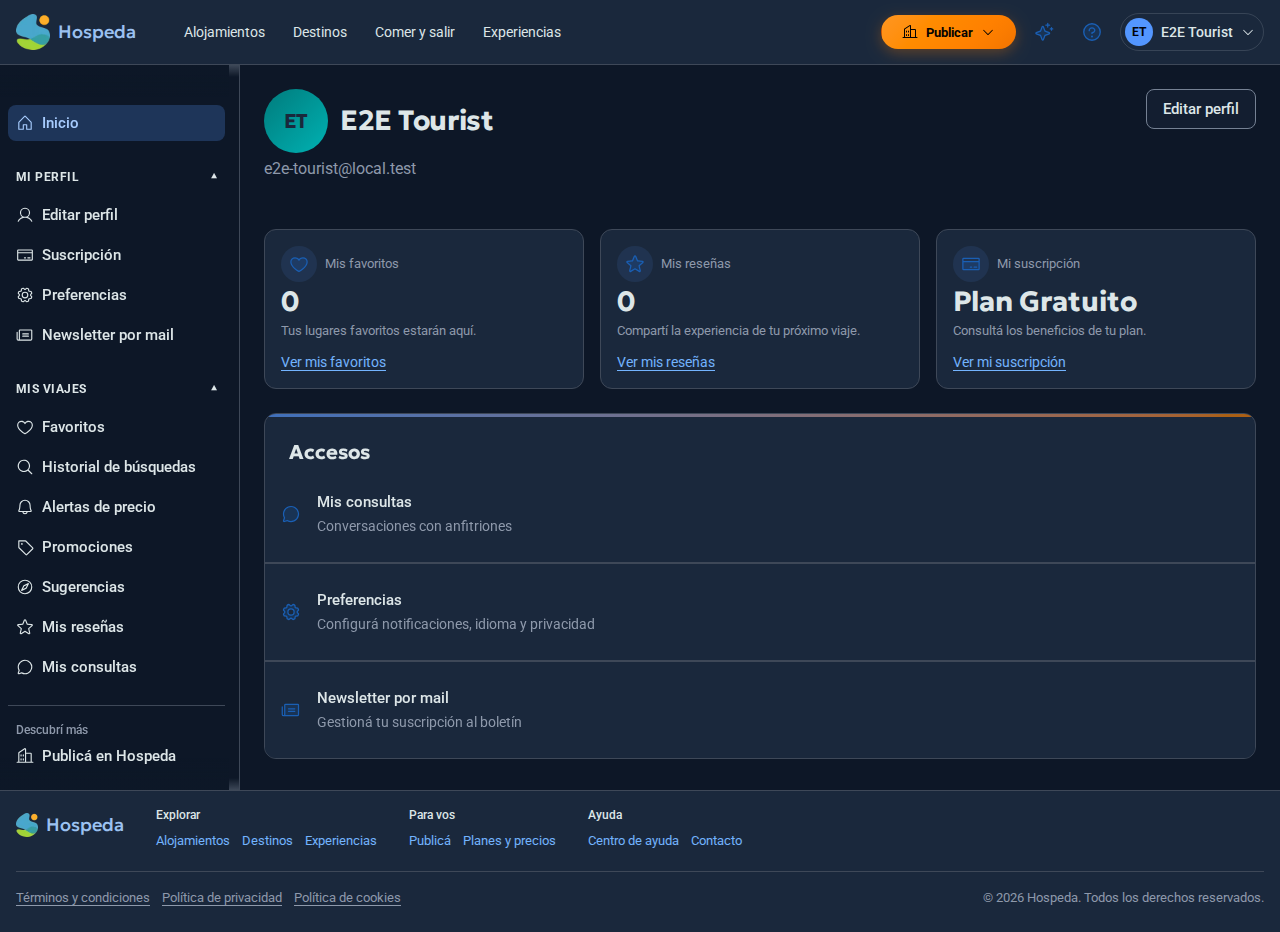 Hospeda
Alojamientos Destinos Comer y salir Experiencias
Publicar
ET E2E Tourist
Inicio
MI PERFIL
Editar perfil
Suscripción
Preferencias
Newsletter por mail
MIS VIAJES
Favoritos
Historial de búsquedas
Alertas de precio
Promociones
Sugerencias
Mis reseñas
Mis consultas
Descubrí más
Publicá en Hospeda
ET E2E Tourist
e2e-tourist@local.test
Editar perfil
Mis favoritos
0
Tus lugares favoritos estarán aquí.
Ver mis favoritos
Mis reseñas
0
Compartí la experiencia de tu próximo viaje.
Ver mis reseñas
Mi suscripción
Plan Gratuito
Consultá los beneficios de tu plan.
Ver mi suscripción
Accesos
Mis consultas
Conversaciones con anfitriones
Preferencias
Configurá notificaciones, idioma y privacidad
Newsletter por mail
Gestioná tu suscripción al boletín
Hospeda
Explorar
Alojamientos Destinos Experiencias
Para vos
Publicá Planes y precios
Ayuda
Centro de ayuda Contacto
Términos y condiciones Política de privacidad Política de cookies
© 2026 Hospeda. Todos los derechos reservados.